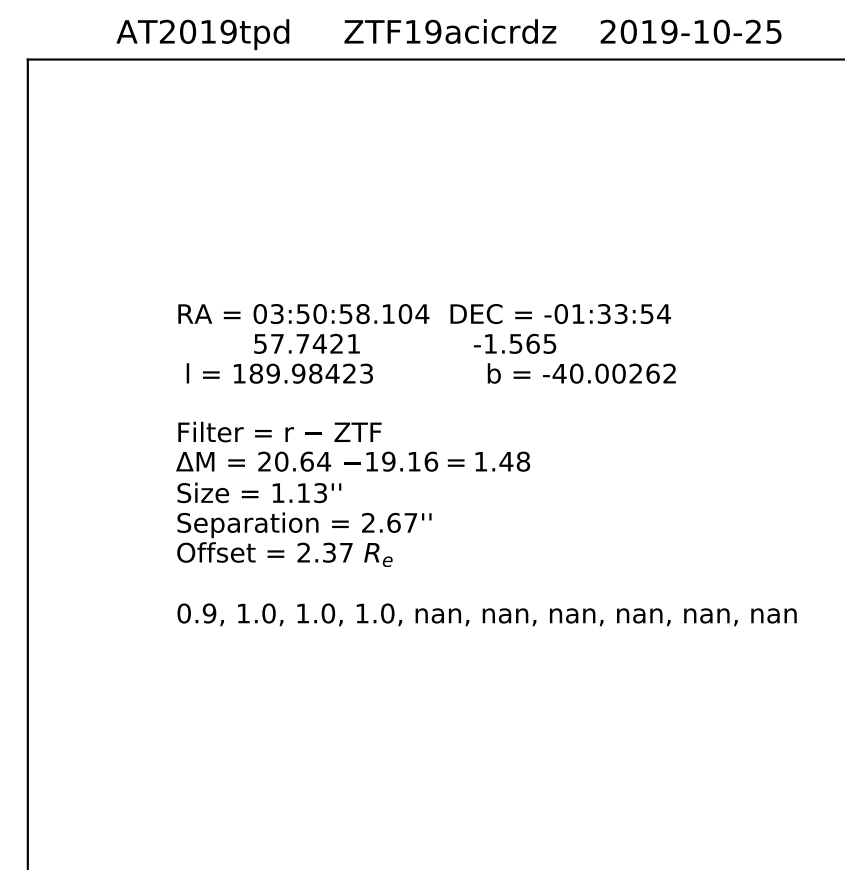 AT2019tpd ZTF19acicrdz 2019-10-25
RA = 03:50:58.104 DEC = -01:33:54
57.7421 -1.565
l = 189.98423 b = -40.00262
Filter = r − ZTF
ΔM = 20.64 −19.16 = 1.48
Size = 1.13''
Separation = 2.67''
Offset = 2.37 Re
0.9, 1.0, 1.0, 1.0, nan, nan, nan, nan, nan, nan